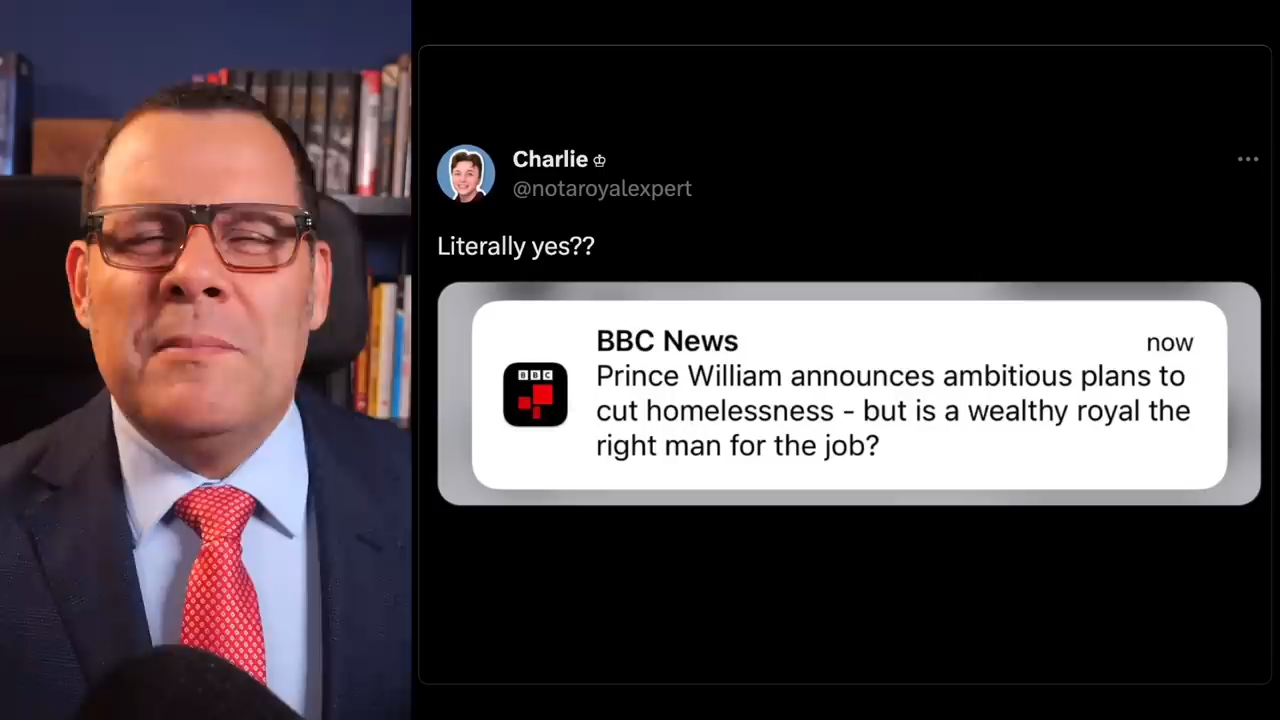 Charlie ♔
@notaroyalexpert
Literally yes??
BBC News
now
BBC
Prince William announces ambitious plans to
cut homelessness - but is a wealthy royal the
right man for the job?